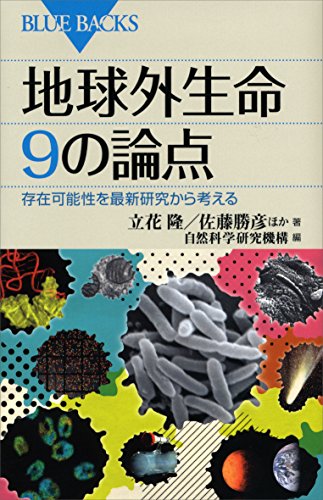 BLUE BACKS
地球外生命
9の論点
存在可能性を最新研究から考える
立花 隆／佐藤勝彦ほか 著
自然科学研究機構 編